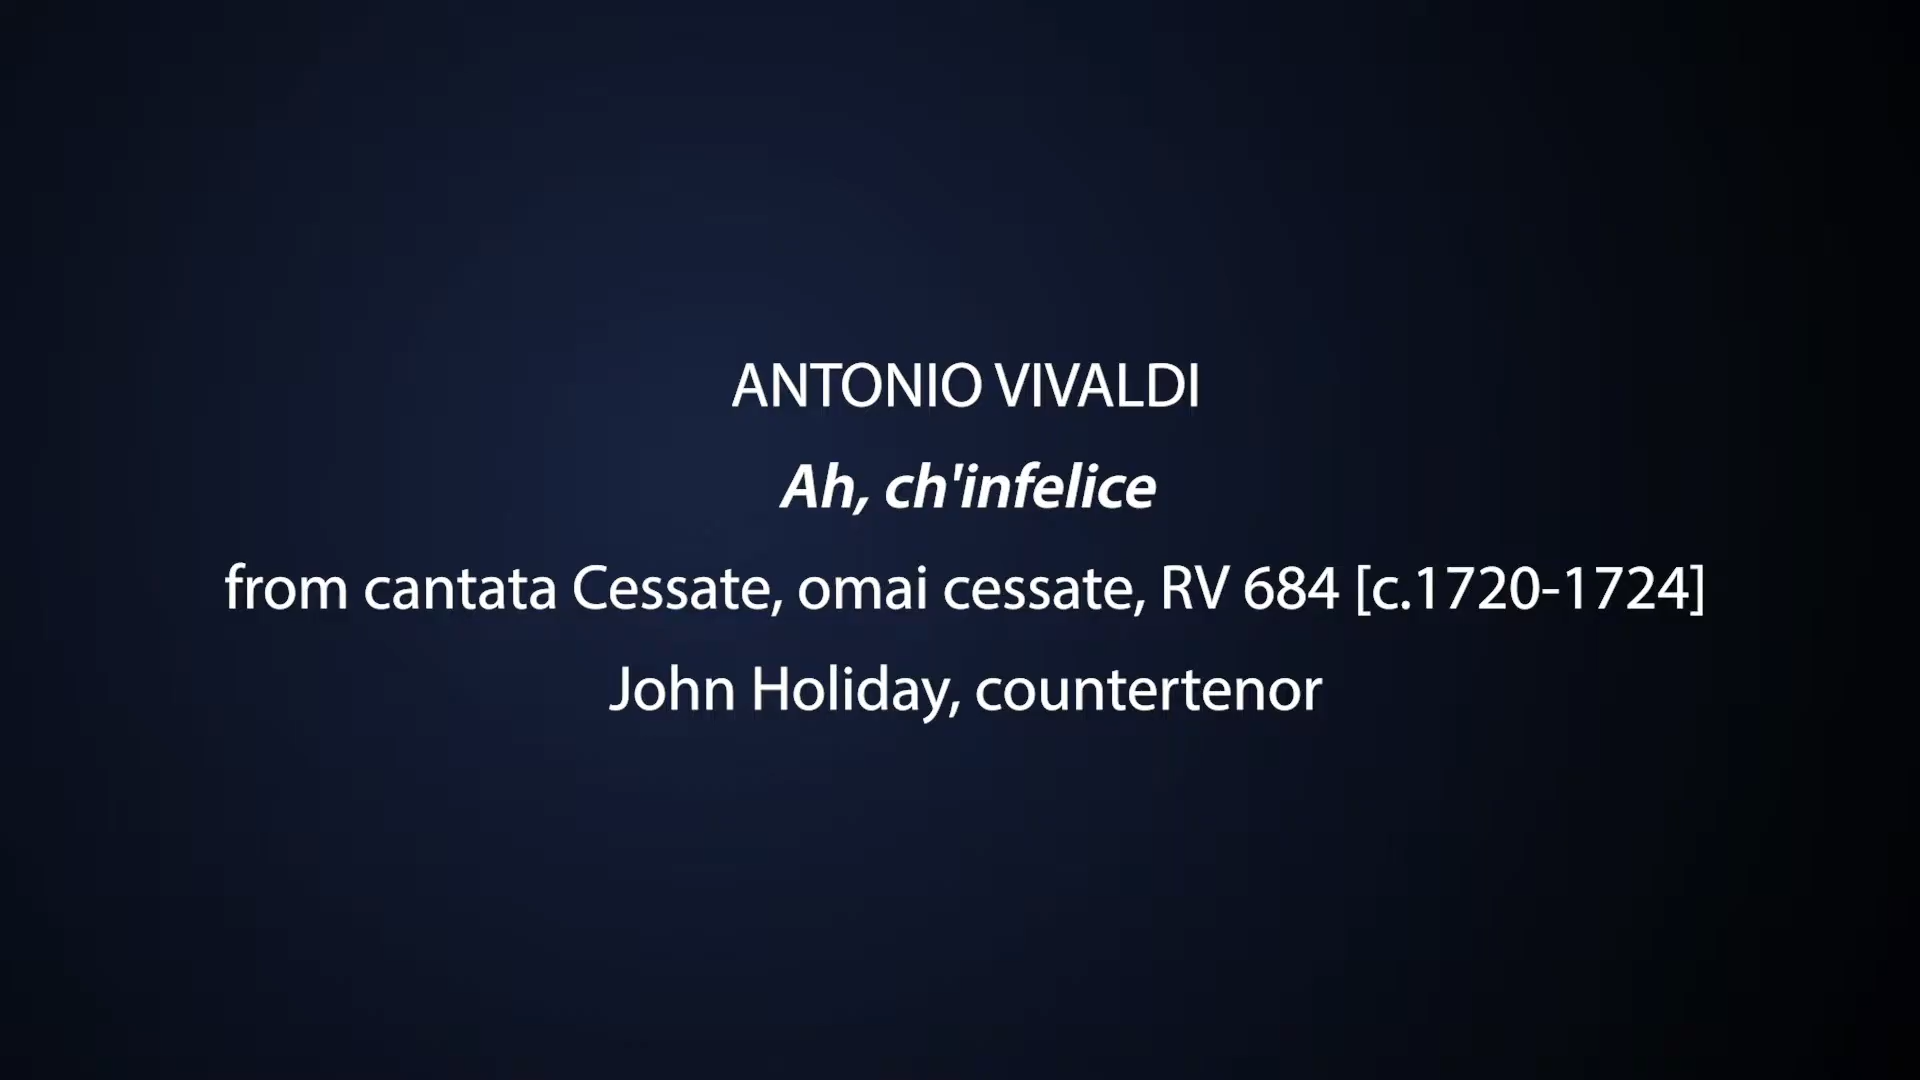 ANTONIO VIVALDI
Ah, ch'infelice
from cantata Cessate, omai cessate, RV 684 [c.1720-1724]
John Holiday, countertenor